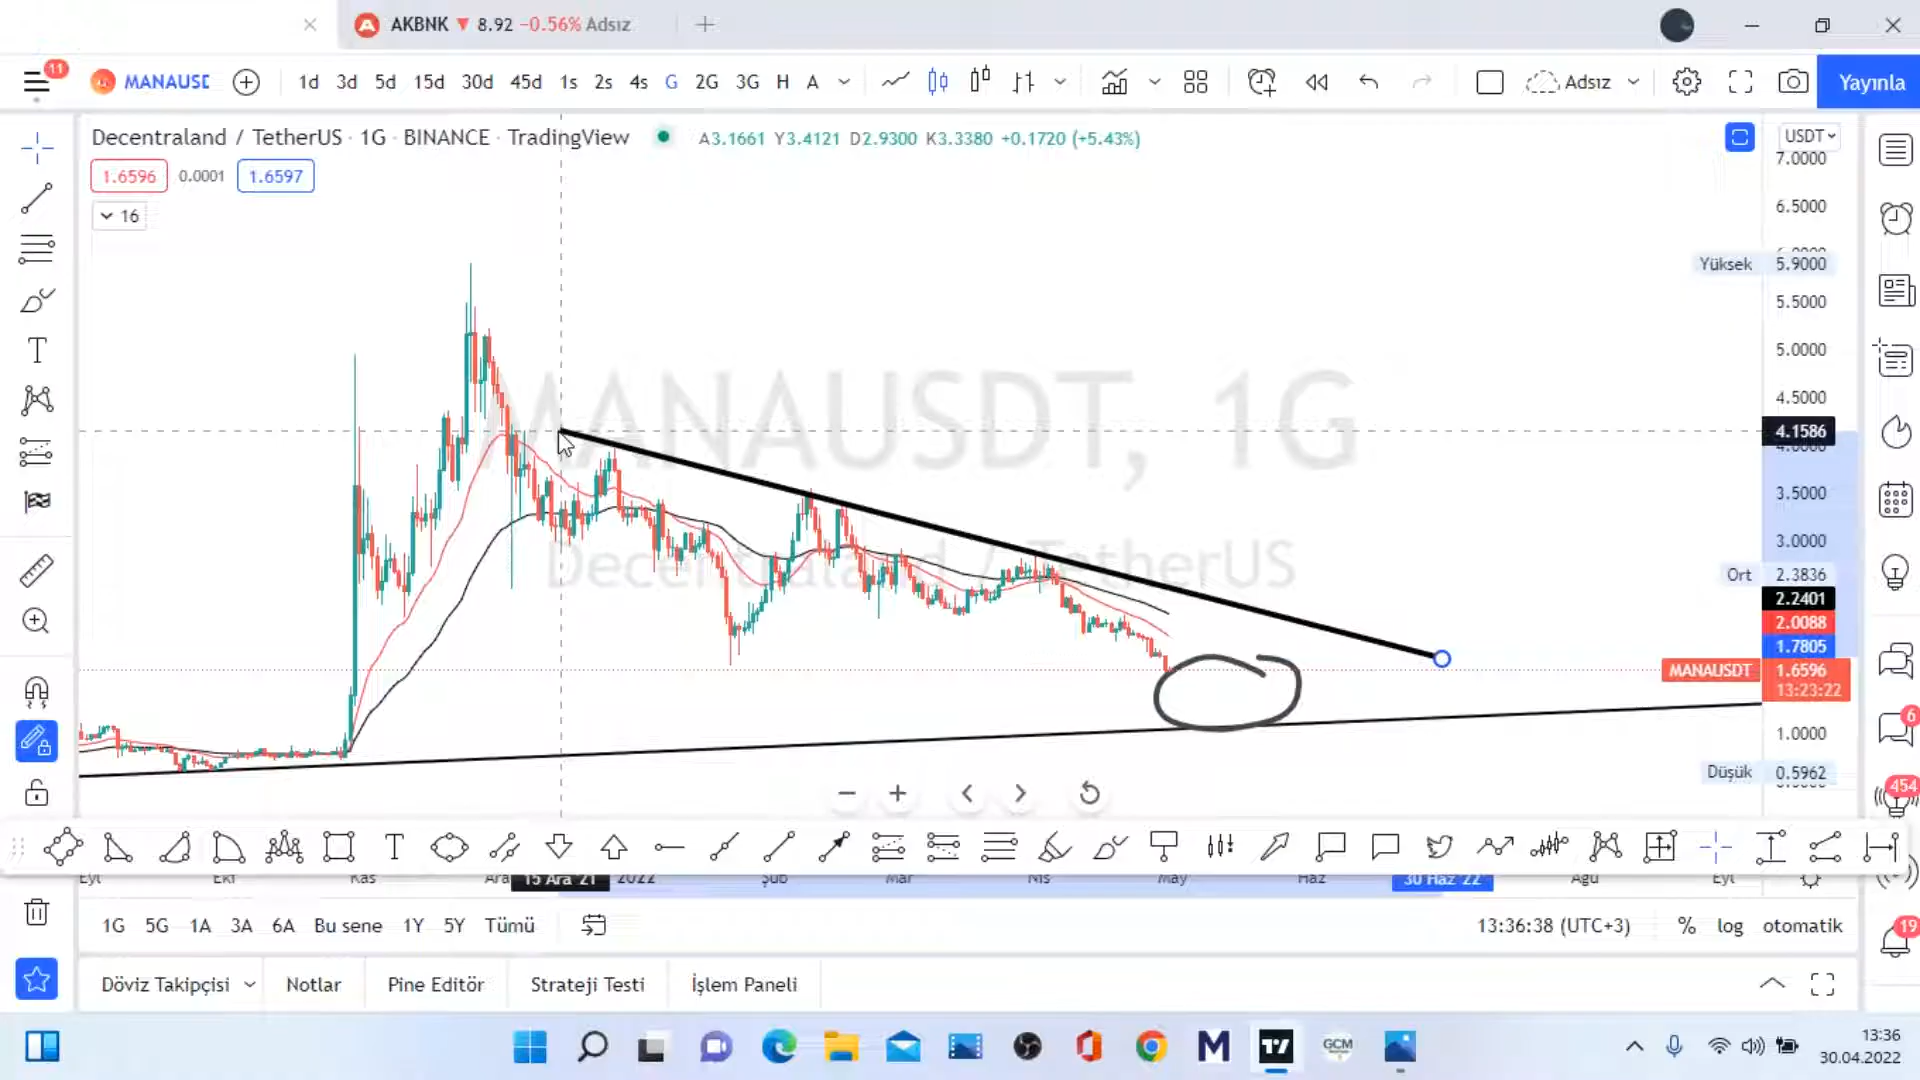 AKBNK ▼ 8.92 −0.56% Adsız
11
MANAUSD 1d 3d 5d 15d 30d 45d 1s 2s 4s G 2G 3G H A Adsız Yayınla
Decentraland / TetherUS · 1G · BINANCE · TradingView A3.1661 Y3.4121 D2.9300 K3.3380 +0.1720 (+5.43%)
USDT
7.0000
1.6596 0.0001 1.6597
16
6.5000
Yüksek 5.9000
5.5000
5.0000
4.5000
MANAUSDT, 1G
4.1586
3.5000
3.0000
Decentraland / TetherUS
Ort 2.3836
2.2401
2.0088
1.7805
MANAUSDT 1.6596
13:23:22
6
1.0000
Düşük 0.5962
454
Eyl Eki Kas Ara 15 Ara '21 2022 Şub Mar Nis May Haz 30 Haz '22 Ağu Eyl
1G 5G 1A 3A 6A Bu sene 1Y 5Y Tümü 13:36:38 (UTC+3) % log otomatik
19
Döviz Takipçisi Notlar Pine Editör Strateji Testi İşlem Paneli
GCM
13:36
30.04.2022